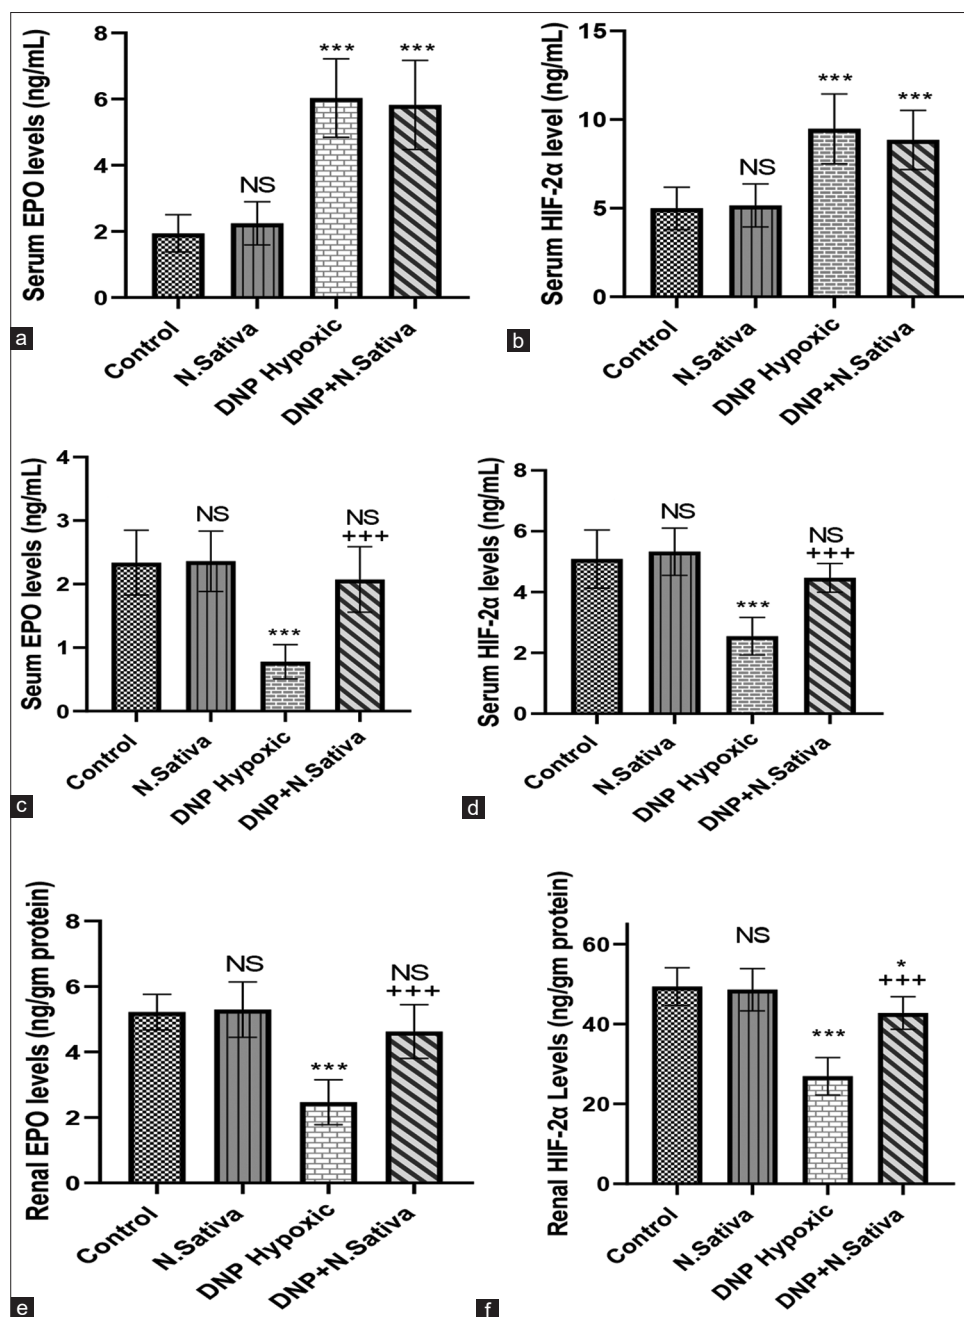 Serum EPO levels (ng/mL)
8
6
4
2
0
NS
***
***
Control
N.Sativa
DNP Hypoxic
DNP+N.Sativa
a
Serum HIF-2α level (ng/mL)
15
10
5
0
NS
***
***
Control
N.Sativa
DNP Hypoxic
DNP+N.Sativa
b
Seum EPO levels (ng/mL)
4
3
2
1
0
NS
***
NS
+++
Control
N.Sativa
DNP Hypoxic
DNP+N.Sativa
c
Serum HIF-2α levels (ng/mL)
8
6
4
2
0
NS
***
NS
+++
Control
N.Sativa
DNP Hypoxic
DNP+N.Sativa
d
Renal EPO levels (ng/gm protein)
8
6
4
2
0
NS
***
NS
+++
Control
N.Sativa
DNP Hypoxic
DNP+N.Sativa
e
Renal HIF-2α Levels (ng/gm protein)
60
40
20
0
NS
***
*
+++
Control
N.Sativa
DNP Hypoxic
DNP+N.Sativa
f